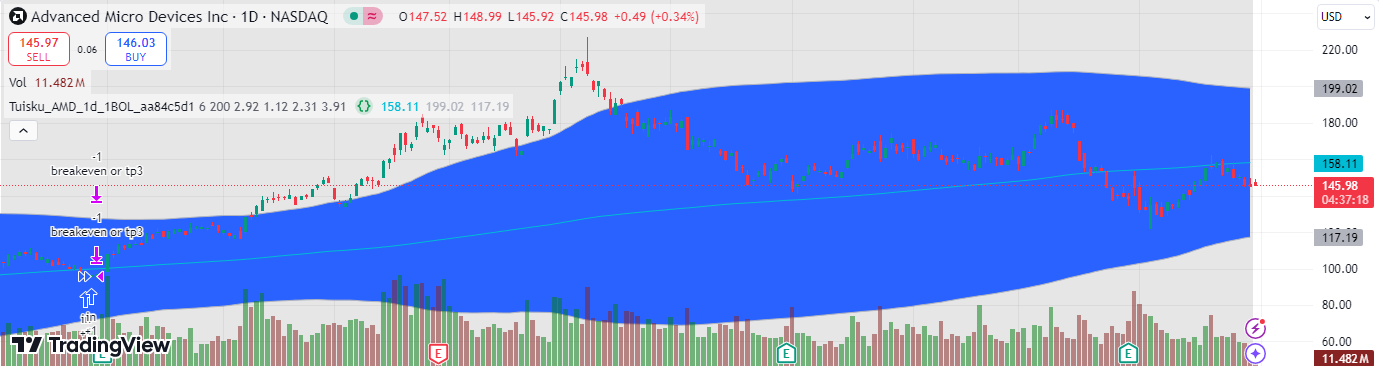 Advanced Micro Devices Inc · 1D · NASDAQ
O147.52 H148.99 L145.92 C145.98 +0.49 (+0.34%)
USD
145.97
SELL
0.06
146.03
BUY
Vol 11.482 M
Tuisku_AMD_1d_1BOL_aa84c5d1 6 200 2.92 1.12 2.31 3.91 158.11 199.02 117.19
-1
breakeven or tp3
-1
breakeven or tp3
in
+1
TradingView
E
E
E
220.00
199.02
180.00
158.11
145.98
04:37:18
117.19
100.00
80.00
60.00
11.482 M